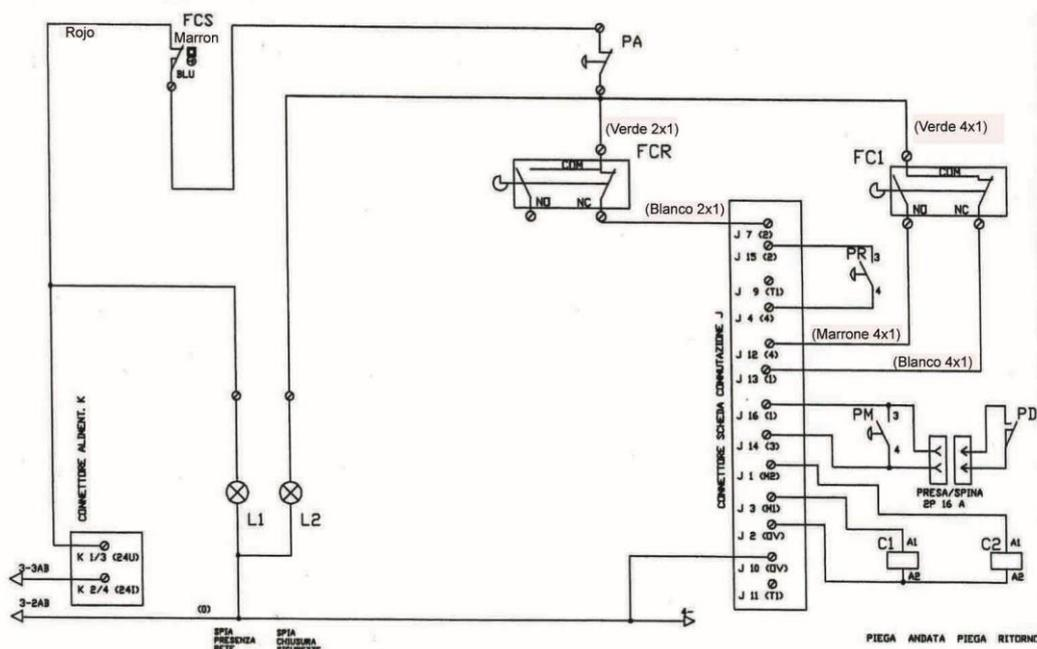 Rojo
FCS
Marron
BLU
PA
(Verde 2x1)
(Verde 4x1)
FCR
COM
NO
NC
FC1
COM
NO
NC
(Blanco 2x1)
CONNETTORE SCHEDA COMMUTAZIONE J
J 7 (2)
J 15 (2)
J 9 (T1)
J 4 (4)
J 12 (4)
J 13 (1)
J 16 (1)
J 14 (3)
J 1 (M2)
J 3 (M1)
J 2 (0V)
J 10 (0V)
J 11 (T1)
PR
3
4
(Marrone 4x1)
(Blanco 4x1)
PM
3
4
PD
PRESA/SPINA
2P 16 A
C1
A1
A2
C2
A1
A2
CONNETTORE ALIMENT. K
K 1/3 (24U)
K 2/4 (24I)
L1
L2
3-3AB
3-2AB
(0)
4-
SPIA
PRESENZA
RETE
SPIA
CHIUSURA
PIEGA ANDATA
PIEGA RITORNO